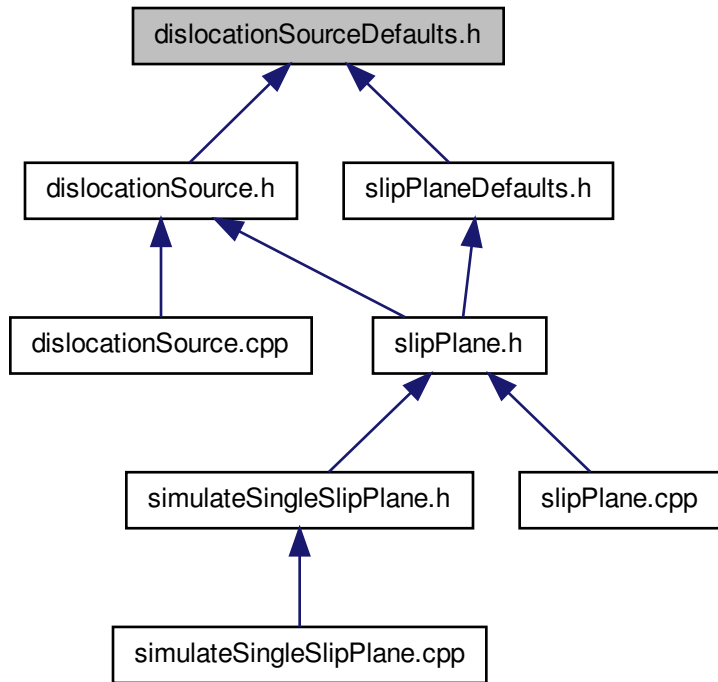 dislocationSourceDefaults.h
dislocationSource.h
slipPlaneDefaults.h
dislocationSource.cpp
slipPlane.h
simulateSingleSlipPlane.h
slipPlane.cpp
simulateSingleSlipPlane.cpp